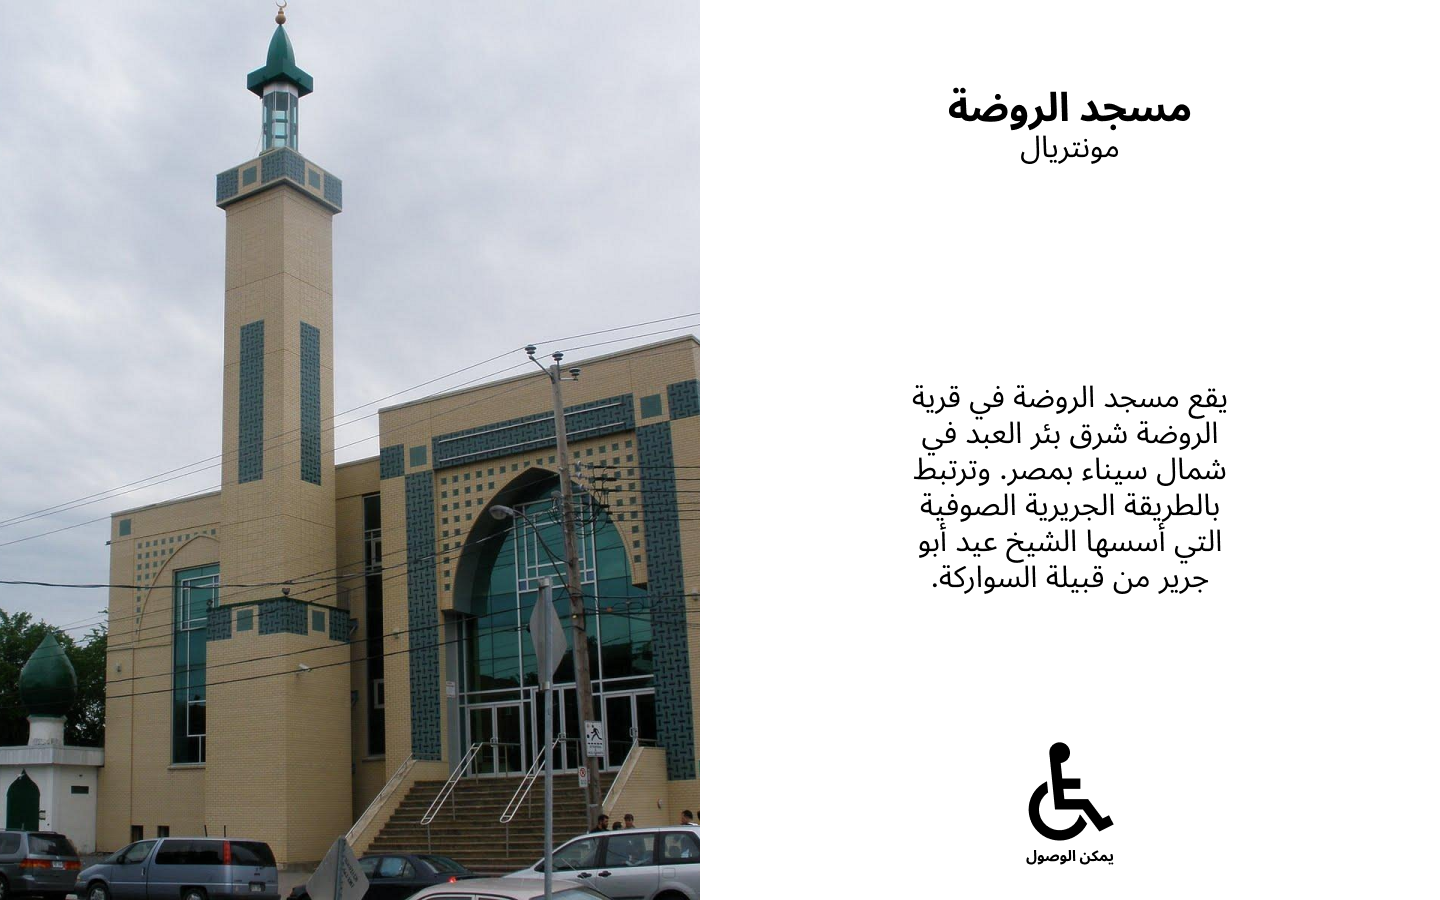 مسجد الروضة
مونتريال
يقع مسجد الروضة في قرية
الروضة شرق بئر العبد في
شمال سيناء بمصر. وترتبط
بالطريقة الجريرية الصوفية
التي أسسها الشيخ عيد أبو
جرير من قبيلة السواركة.
يمكن الوصول